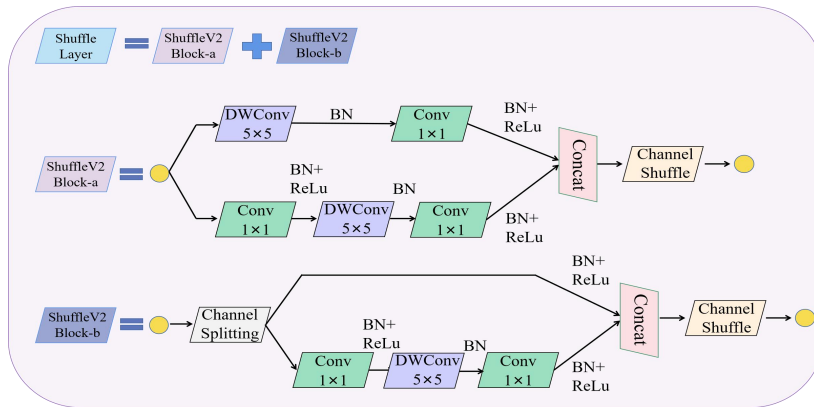 Shuffle
Layer
ShuffleV2
Block-a
ShuffleV2
Block-b
ShuffleV2
Block-a
DWConv
5×5
BN
Conv
1×1
BN+
ReLu
Conv
1×1
BN+
ReLu
DWConv
5×5
BN
Conv
1×1
BN+
ReLu
Concat
Channel
Shuffle
ShuffleV2
Block-b
Channel
Splitting
BN+
ReLu
Conv
1×1
BN+
ReLu
DWConv
5×5
BN
Conv
1×1
BN+
ReLu
Concat
Channel
Shuffle